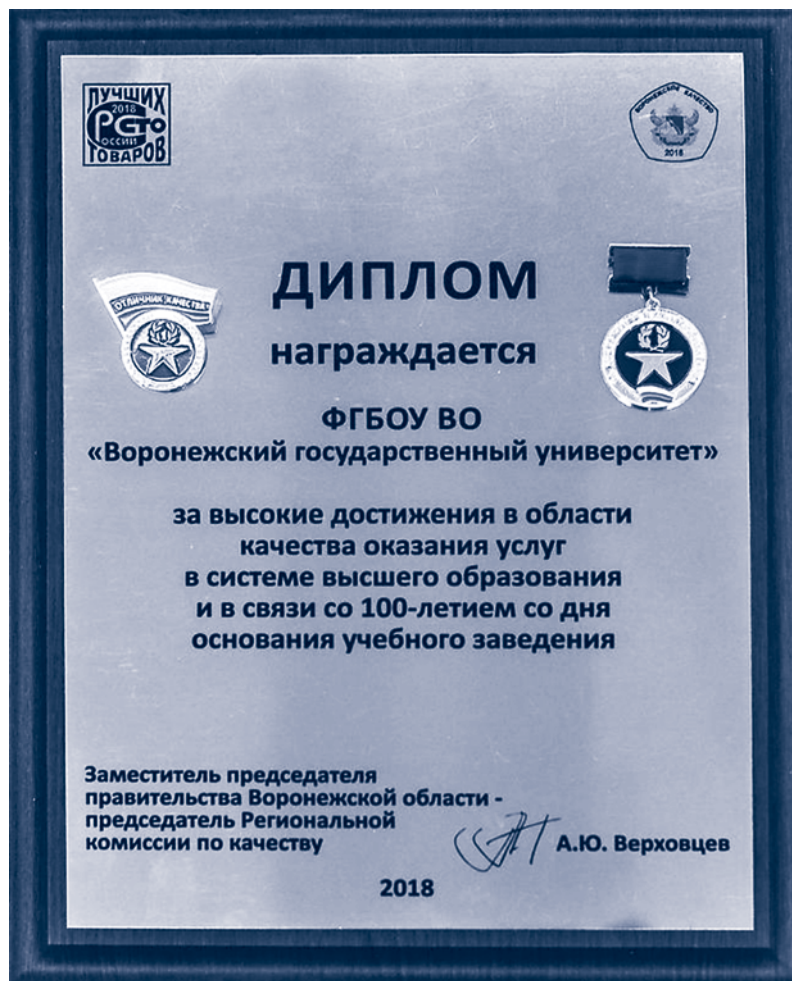 ЛУЧШИХ
2018
РСТО
ОССИИ
ТОВАРОВ
ВОРОНЕЖСКОЕ КАЧЕСТВО
2018
ДИПЛОМ
ОТЛИЧНИК КАЧЕСТВА
награждается
ФГБОУ ВО
«Воронежский государственный университет»
за высокие достижения в области
качества оказания услуг
в системе высшего образования
и в связи со 100-летием со дня
основания учебного заведения
Заместитель председателя
правительства Воронежской области -
председатель Региональной
комиссии по качеству
А.Ю. Верховцев
2018